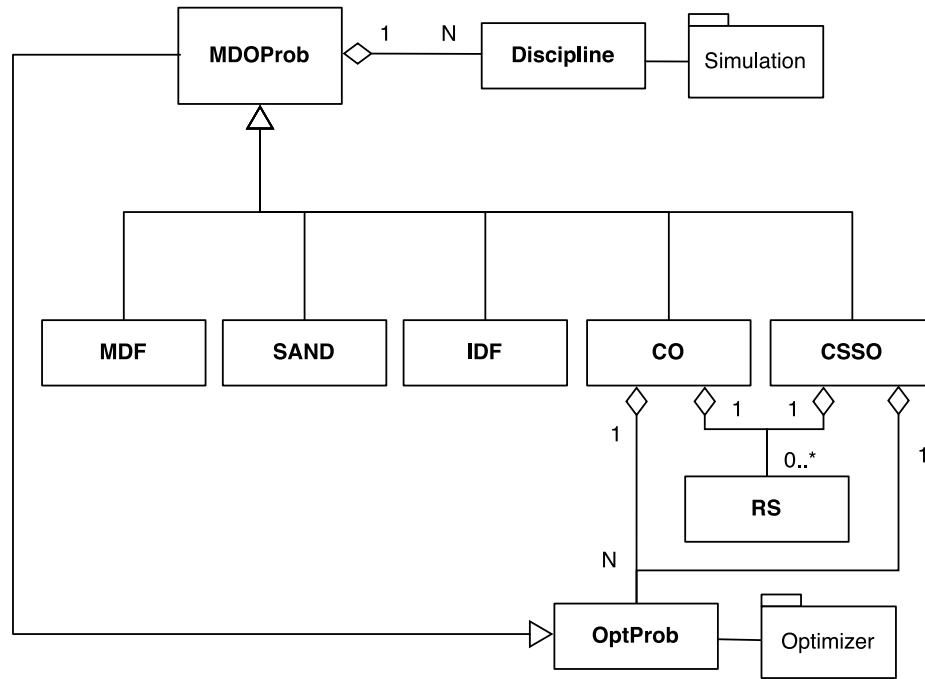 MDOProb
1
N
Discipline
Simulation
MDF
SAND
IDF
CO
CSSO
1
1
1
1
0..*
RS
N
OptProb
Optimizer